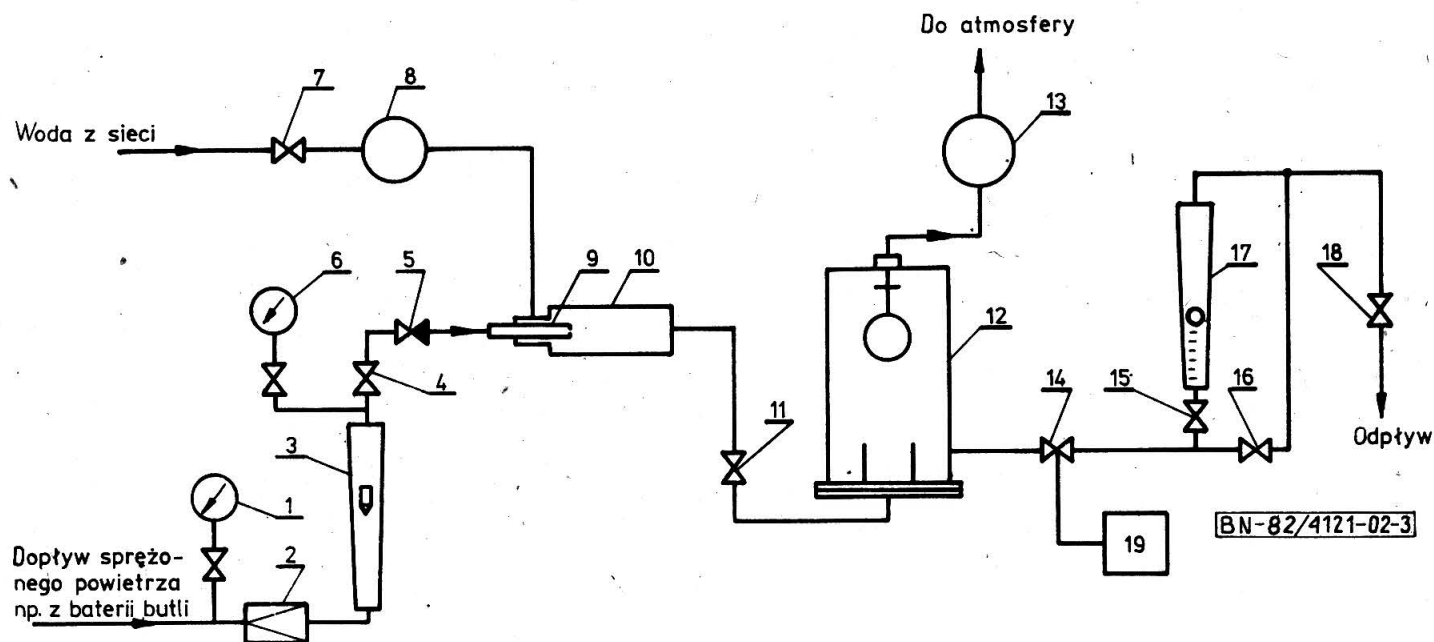 Do atmosfery
7
8
13
Woda z sieci
6
5
9
10
17
18
12
4
14
15
16
11
3
Odpływ
1
BN-82/4121-02-3
19
2
Dopływ sprężo-
nego powietrza
np. z baterii butli